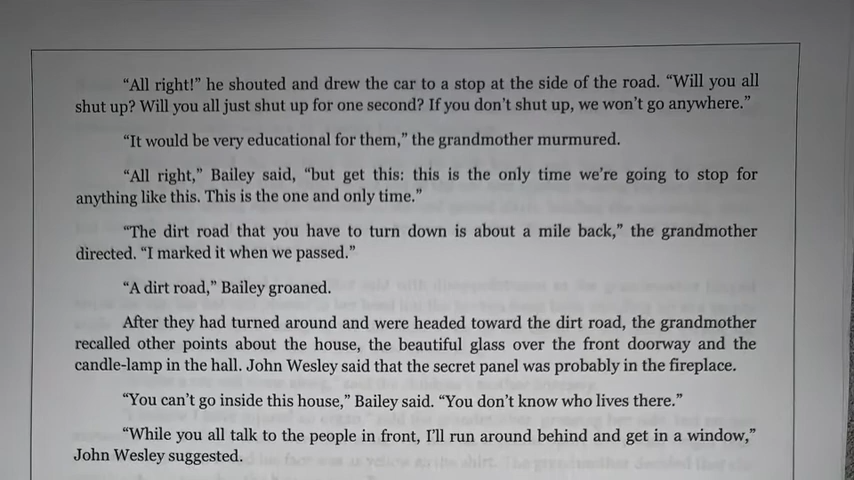 “All right!” he shouted and drew the car to a stop at the side of the road. “Will you all
shut up? Will you all just shut up for one second? If you don’t shut up, we won’t go anywhere.”
“It would be very educational for them,” the grandmother murmured.
“All right,” Bailey said, “but get this: this is the only time we’re going to stop for
anything like this. This is the one and only time.”
“The dirt road that you have to turn down is about a mile back,” the grandmother
directed. “I marked it when we passed.”
“A dirt road,” Bailey groaned.
After they had turned around and were headed toward the dirt road, the grandmother
recalled other points about the house, the beautiful glass over the front doorway and the
candle-lamp in the hall. John Wesley said that the secret panel was probably in the fireplace.
“You can’t go inside this house,” Bailey said. “You don’t know who lives there.”
“While you all talk to the people in front, I’ll run around behind and get in a window,”
John Wesley suggested.